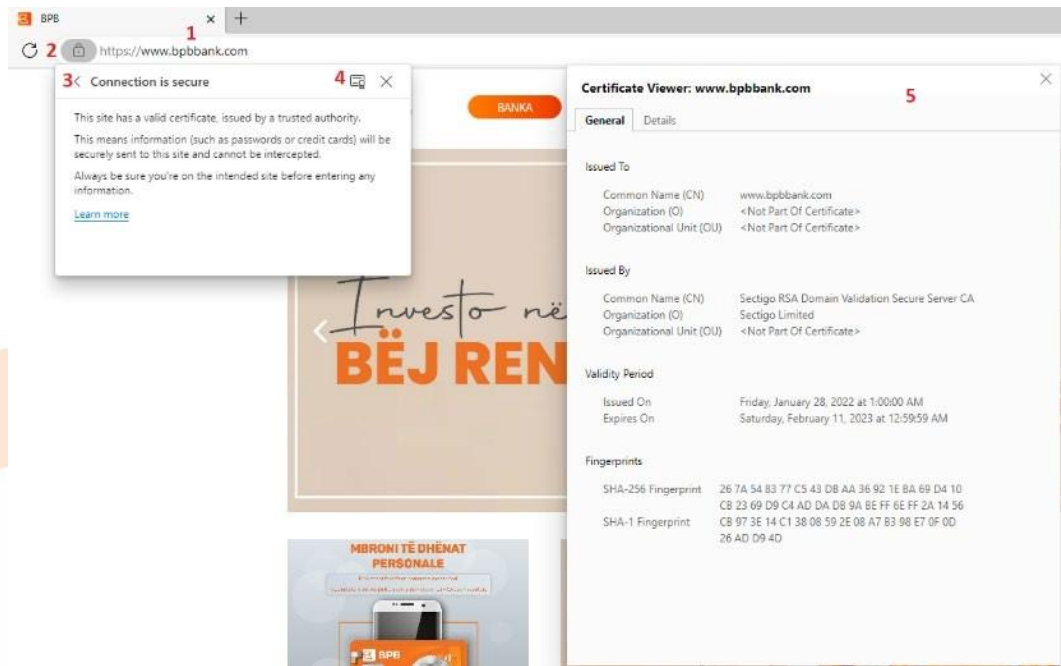 BPB
1
2
https://www.bpbbank.com
3
Connection is secure
4
This site has a valid certificate, issued by a trusted authority.
This means information (such as passwords or credit cards) will be
securely sent to this site and cannot be intercepted.
Always be sure you're on the intended site before entering any
information.
Learn more
BANKA
Investo në
BËJ REN
MBRONI TË DHËNAT
PERSONALE
BPB
Certificate Viewer: www.bpbbank.com
5
General Details
Issued To
Common Name (CN) www.bpbbank.com
Organization (O) <Not Part Of Certificate>
Organizational Unit (OU) <Not Part Of Certificate>
Issued By
Common Name (CN) Sectigo RSA Domain Validation Secure Server CA
Organization (O) Sectigo Limited
Organizational Unit (OU) <Not Part Of Certificate>
Validity Period
Issued On Friday, January 28, 2022 at 1:00:00 AM
Expires On Saturday, February 11, 2023 at 12:59:59 AM
Fingerprints
SHA-256 Fingerprint 26 7A 54 83 77 C5 43 DB AA 36 92 1E BA 69 D4 10
CB 23 69 D9 C4 AD DA DB 9A BE FF 6E FF 2A 14 56
SHA-1 Fingerprint CB 97 3E 14 C1 38 08 59 2E 08 A7 B3 98 E7 0F 0D
26 AD D9 4D